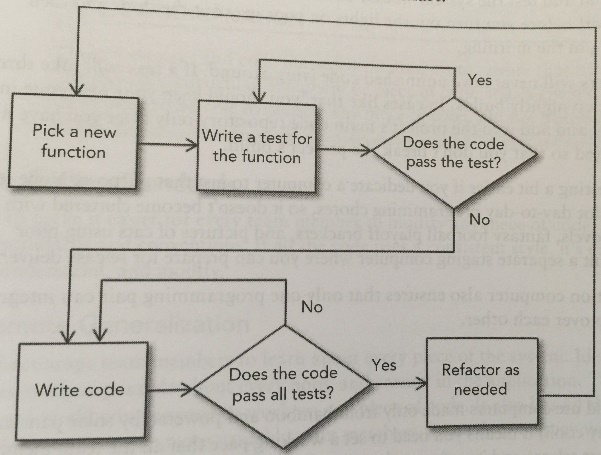 Yes
Pick a new
function
Write a test for
the function
Does the code
pass the test?
No
No
Write code
Does the code
pass all tests?
Yes
Refactor as
needed